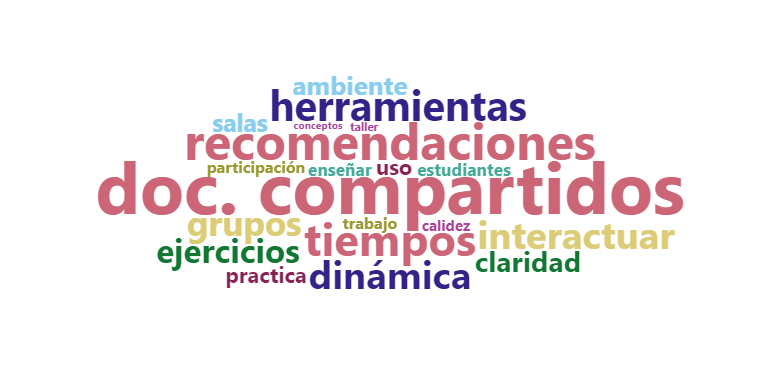 ambiente
herramientas
salas
conceptos taller
recomendaciones
participación enseñar uso estudiantes
doc. compartidos
grupos trabajo calidez
tiempos interactuar
ejercicios claridad
practica dinámica